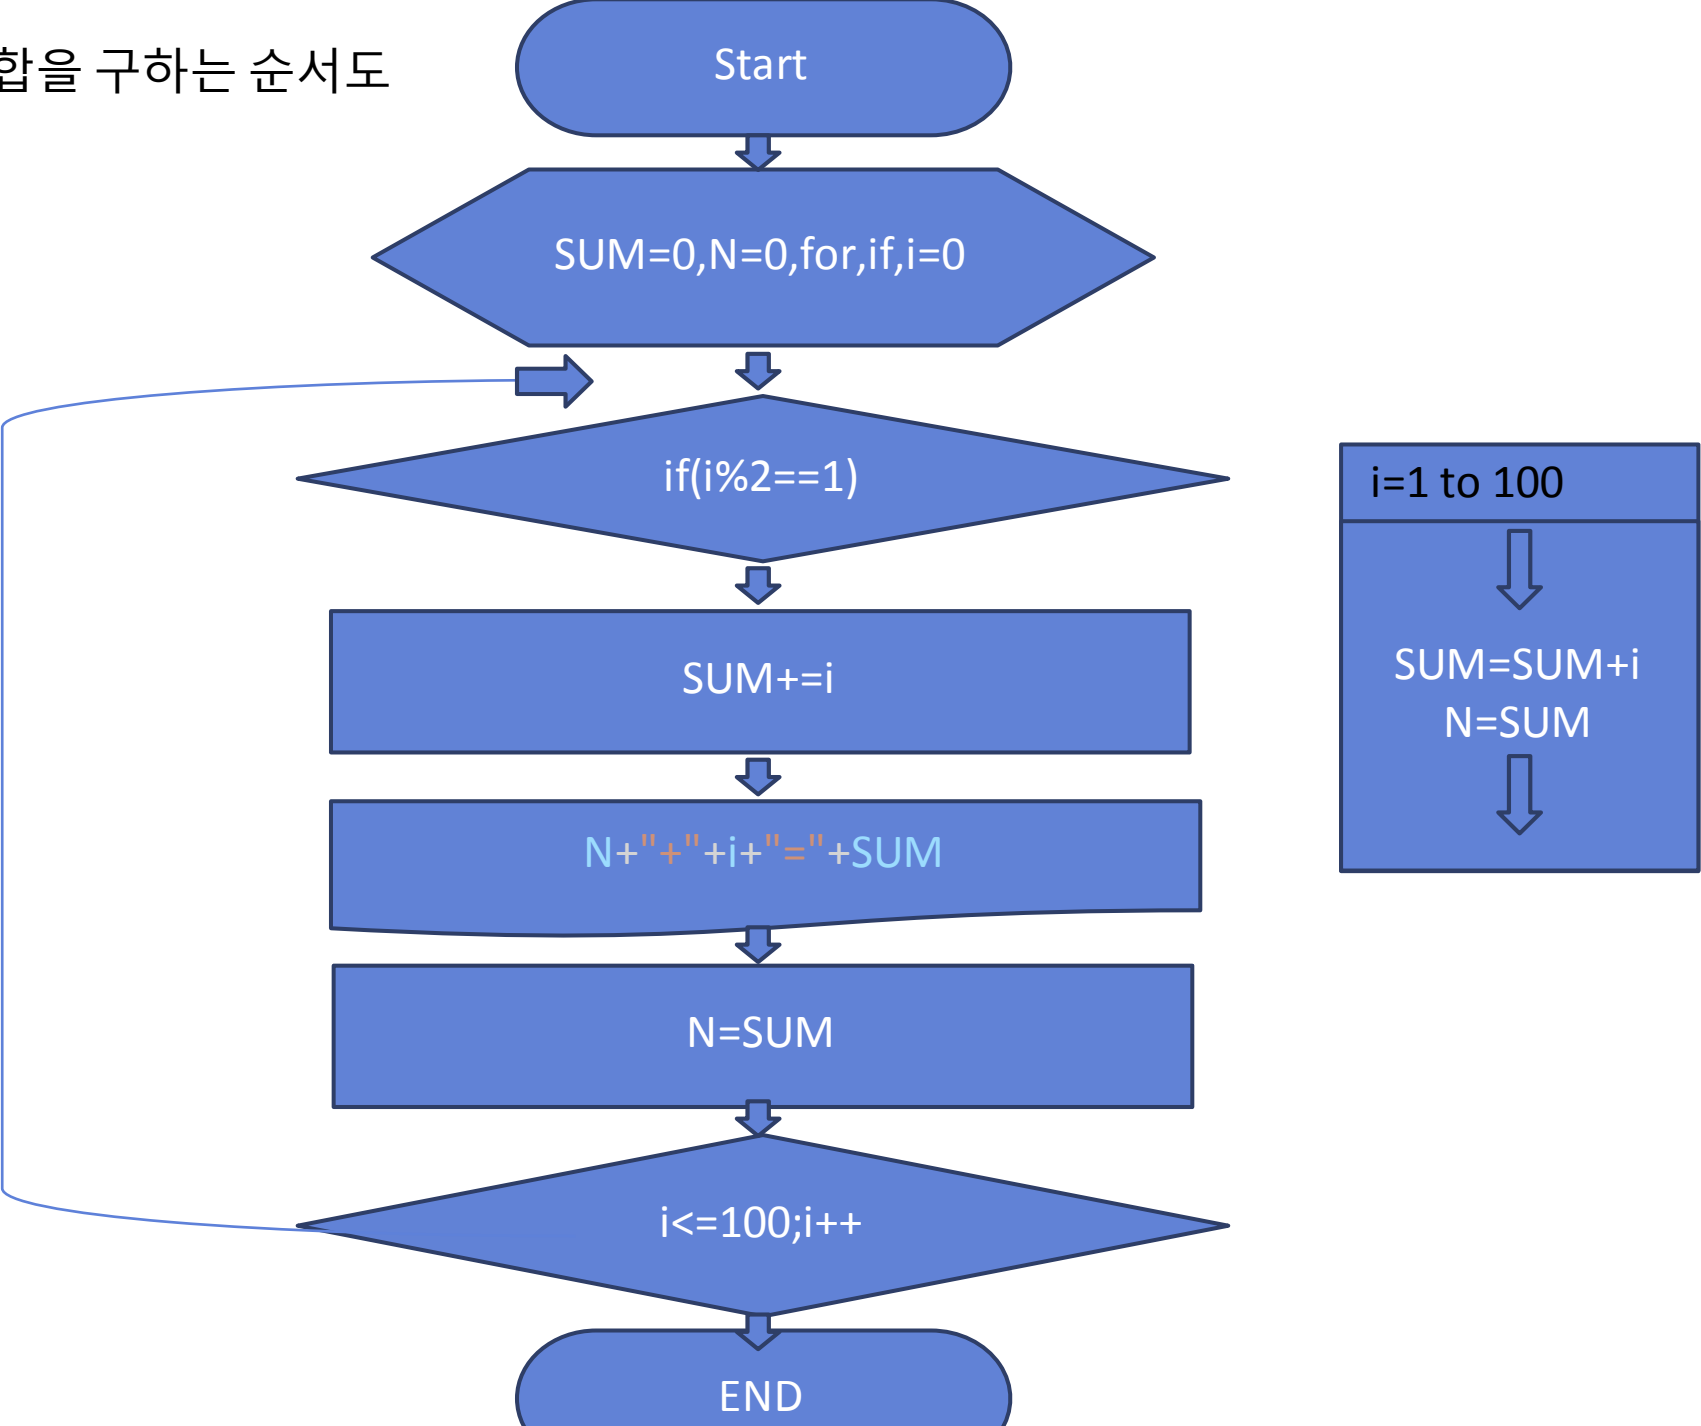 합을 구하는 순서도
Start
SUM=0,N=0,for,if,i=0
if(i%2==1)
SUM+=i
N+"+"+i+"="+SUM
N=SUM
i<=100;i++
END
i=1 to 100
SUM=SUM+i
N=SUM